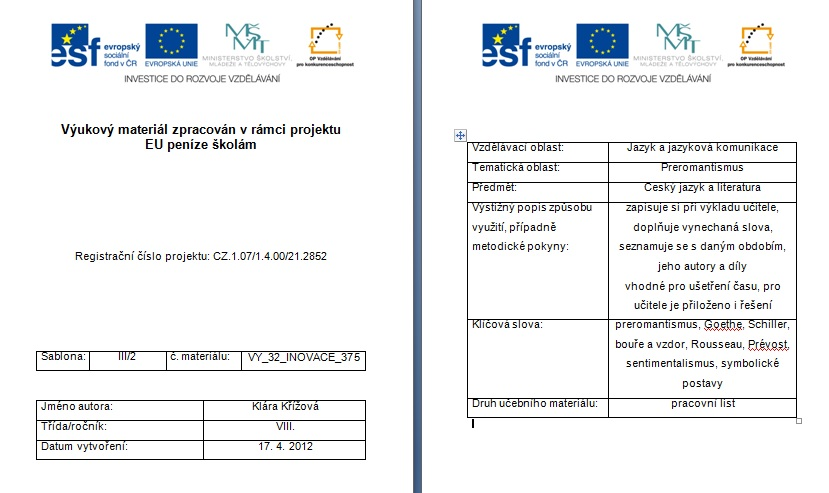 esf evropský
sociální
fond v ČR
EVROPSKÁ UNIE
MINISTERSTVO ŠKOLSTVÍ,
MLÁDEŽE A TĚLOVÝCHOVY
OP Vzdělávání
pro konkurenceschopnost
INVESTICE DO ROZVOJE VZDĚLÁVÁNÍ
Výukový materiál zpracován v rámci projektu
EU peníze školám
Registrační číslo projektu: CZ.1.07/1.4.00/21.2852
Šablona: III/2 č. materiálu: VY_32_INOVACE_375
Jméno autora: Klára Křížová
Třída/ročník: VIII.
Datum vytvoření: 17. 4. 2012
esf evropský
sociální
fond v ČR
EVROPSKÁ UNIE
MINISTERSTVO ŠKOLSTVÍ,
MLÁDEŽE A TĚLOVÝCHOVY
OP Vzdělávání
pro konkurenceschopnost
INVESTICE DO ROZVOJE VZDĚLÁVÁNÍ
Vzdělávací oblast: Jazyk a jazyková komunikace
Tematická oblast: Preromantismus
Předmět: Český jazyk a literatura
Výstižný popis způsobu zapisuje si při výkladu učitele,
využití, případně doplňuje vynechaná slova,
metodické pokyny: seznamuje se s daným obdobím,
jeho autory a díly
vhodné pro ušetření času, pro
učitele je přiloženo i řešení
Klíčová slova: preromantismus, Goethe, Schiller,
bouře a vzdor, Rousseau, Prévost,
sentimentalismus, symbolické
postavy
Druh učebního materiálu: pracovní list